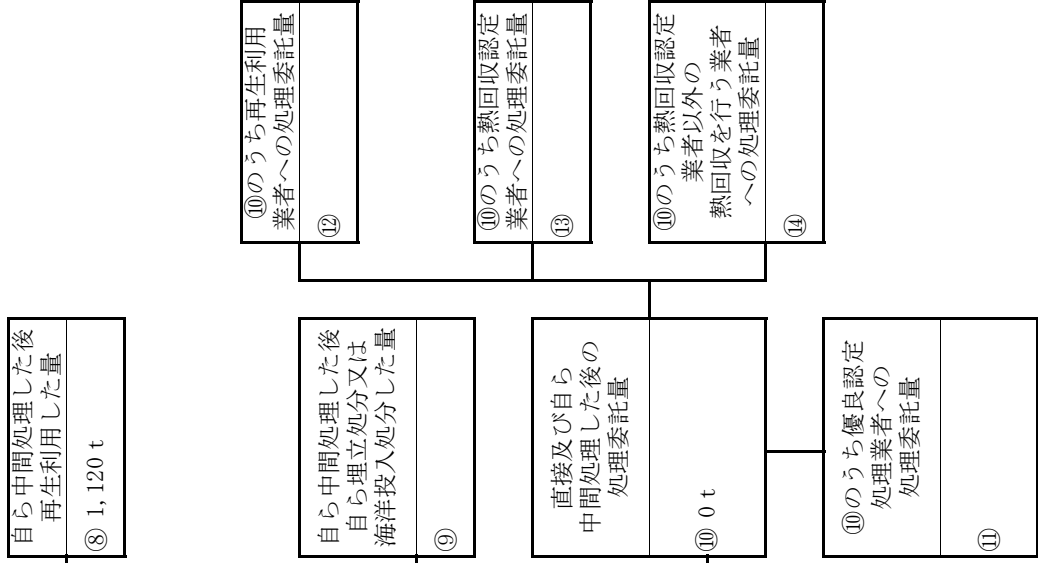 自ら中間処理した後
再生利用した量
⑧ 1,120ｔ
自ら中間処理した後
自ら埋立処分又は
海洋投入処分した量
⑨
直接及び自ら
中間処理した後の
処理委託量
⑩ 0ｔ
⑩のうち優良認定
処理業者への
処理委託量
⑪
⑩のうち再生利用
業者への処理委託量
⑫
⑩のうち熱回収認定
業者への処理委託量
⑬
⑩のうち熱回収認定
業者以外の
熱回収を行う業者
への処理委託量
⑭